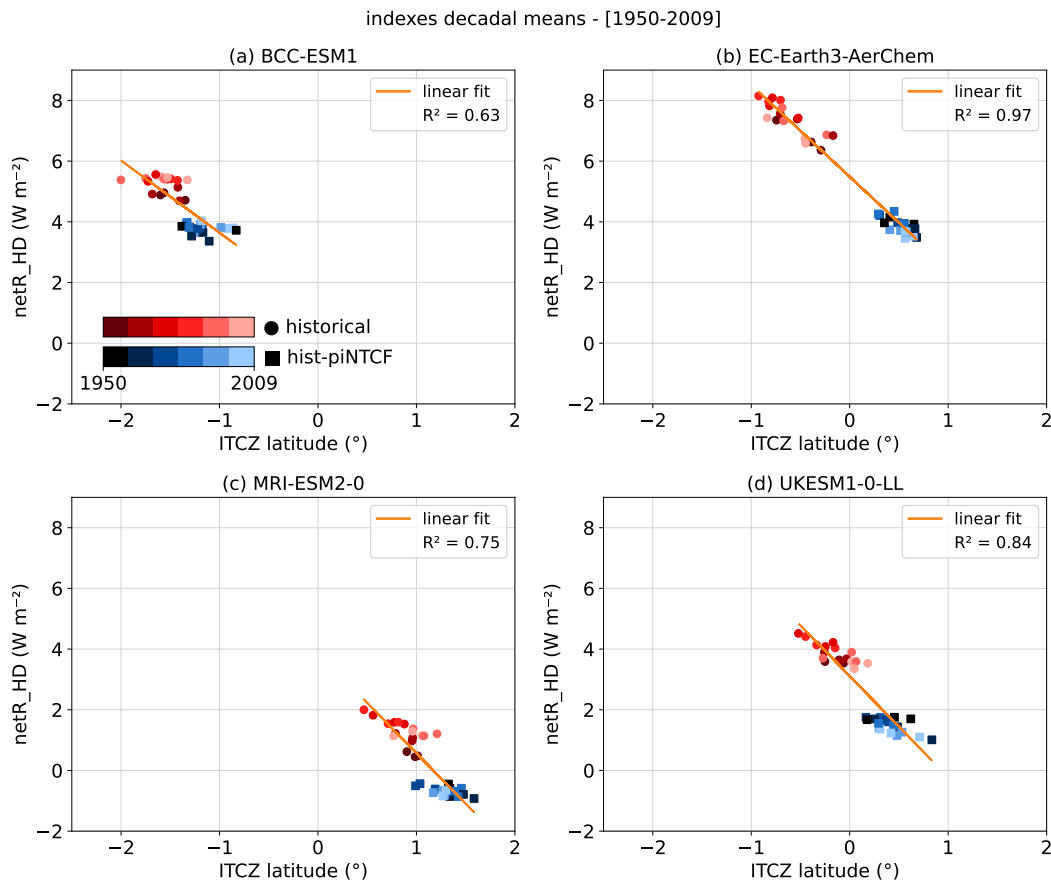 indexes decadal means - [1950-2009]
(a) BCC-ESM1
netR_HD (W m⁻²)
8
6
4
2
0
−2
linear fit
R² = 0.63
historical
hist-piNTCF
1950
2009
−2
−1
0
1
2
ITCZ latitude (°)
(b) EC-Earth3-AerChem
netR_HD (W m⁻²)
8
6
4
2
0
−2
linear fit
R² = 0.97
−2
−1
0
1
2
ITCZ latitude (°)
(c) MRI-ESM2-0
netR_HD (W m⁻²)
8
6
4
2
0
−2
linear fit
R² = 0.75
−2
−1
0
1
2
ITCZ latitude (°)
(d) UKESM1-0-LL
netR_HD (W m⁻²)
8
6
4
2
0
−2
linear fit
R² = 0.84
−2
−1
0
1
2
ITCZ latitude (°)